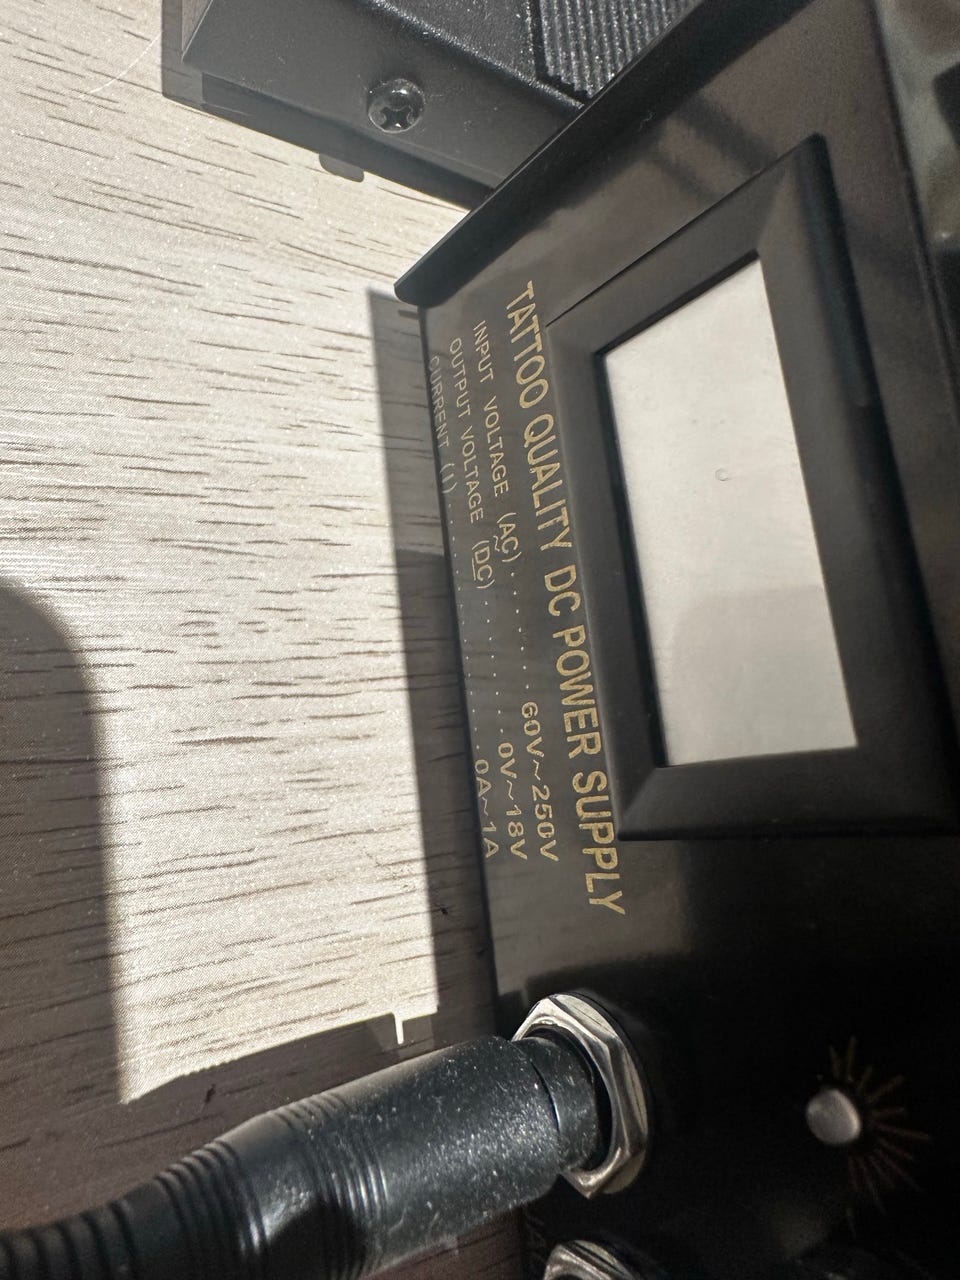 TATTOO QUALITY DC POWER SUPPLY
INPUT VOLTAGE (AC)........60V~250V
OUTPUT VOLTAGE (DC)........0V~18V
CURRENT (I)..............0A~1A